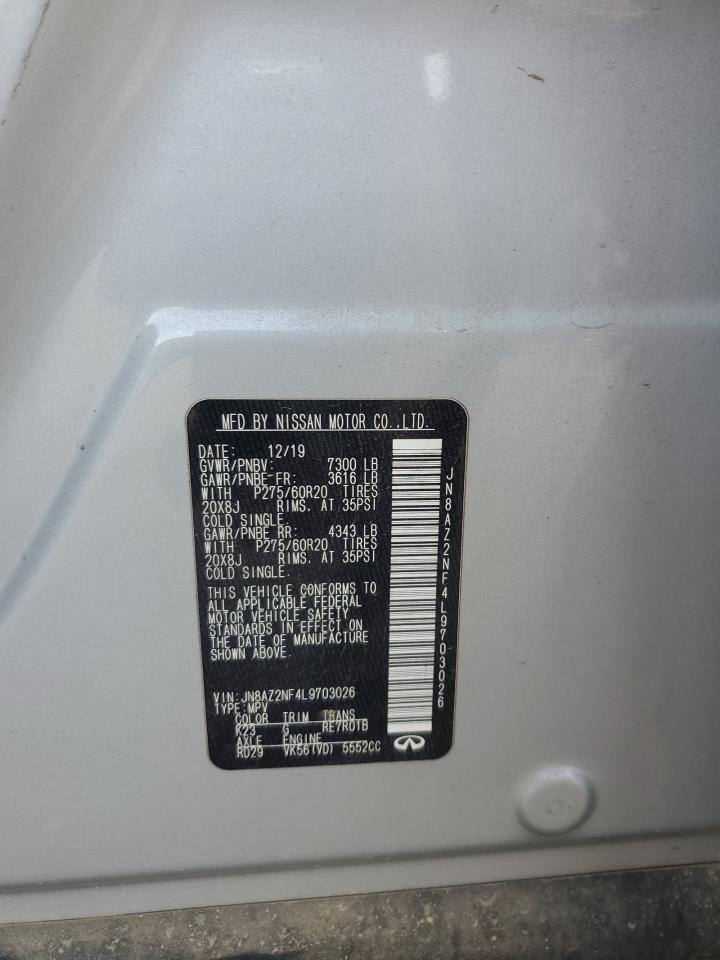 MFD BY NISSAN MOTOR CO.,LTD.
DATE: 12/19
GVWR/PNBV: 7300 LB
GAWR/PNBE FR: 3616 LB
WITH P275/60R20 TIRES
20X8J RIMS. AT 35PSI
COLD SINGLE.
GAWR/PNBE RR: 4343 LB
WITH P275/60R20 TIRES
20X8J RIMS. AT 35PSI
COLD SINGLE.
THIS VEHICLE CONFORMS TO
ALL APPLICABLE FEDERAL
MOTOR VEHICLE SAFETY
STANDARDS IN EFFECT ON
THE DATE OF MANUFACTURE
SHOWN ABOVE.
VIN:JN8AZ2NF4L9703026
TYPE:MPV
COLOR TRIM TRANS
K23 G RE7R01B
AXLE ENGINE
RD29 VK56(VD) 5552CC
JN8AZ2NF4L9703026